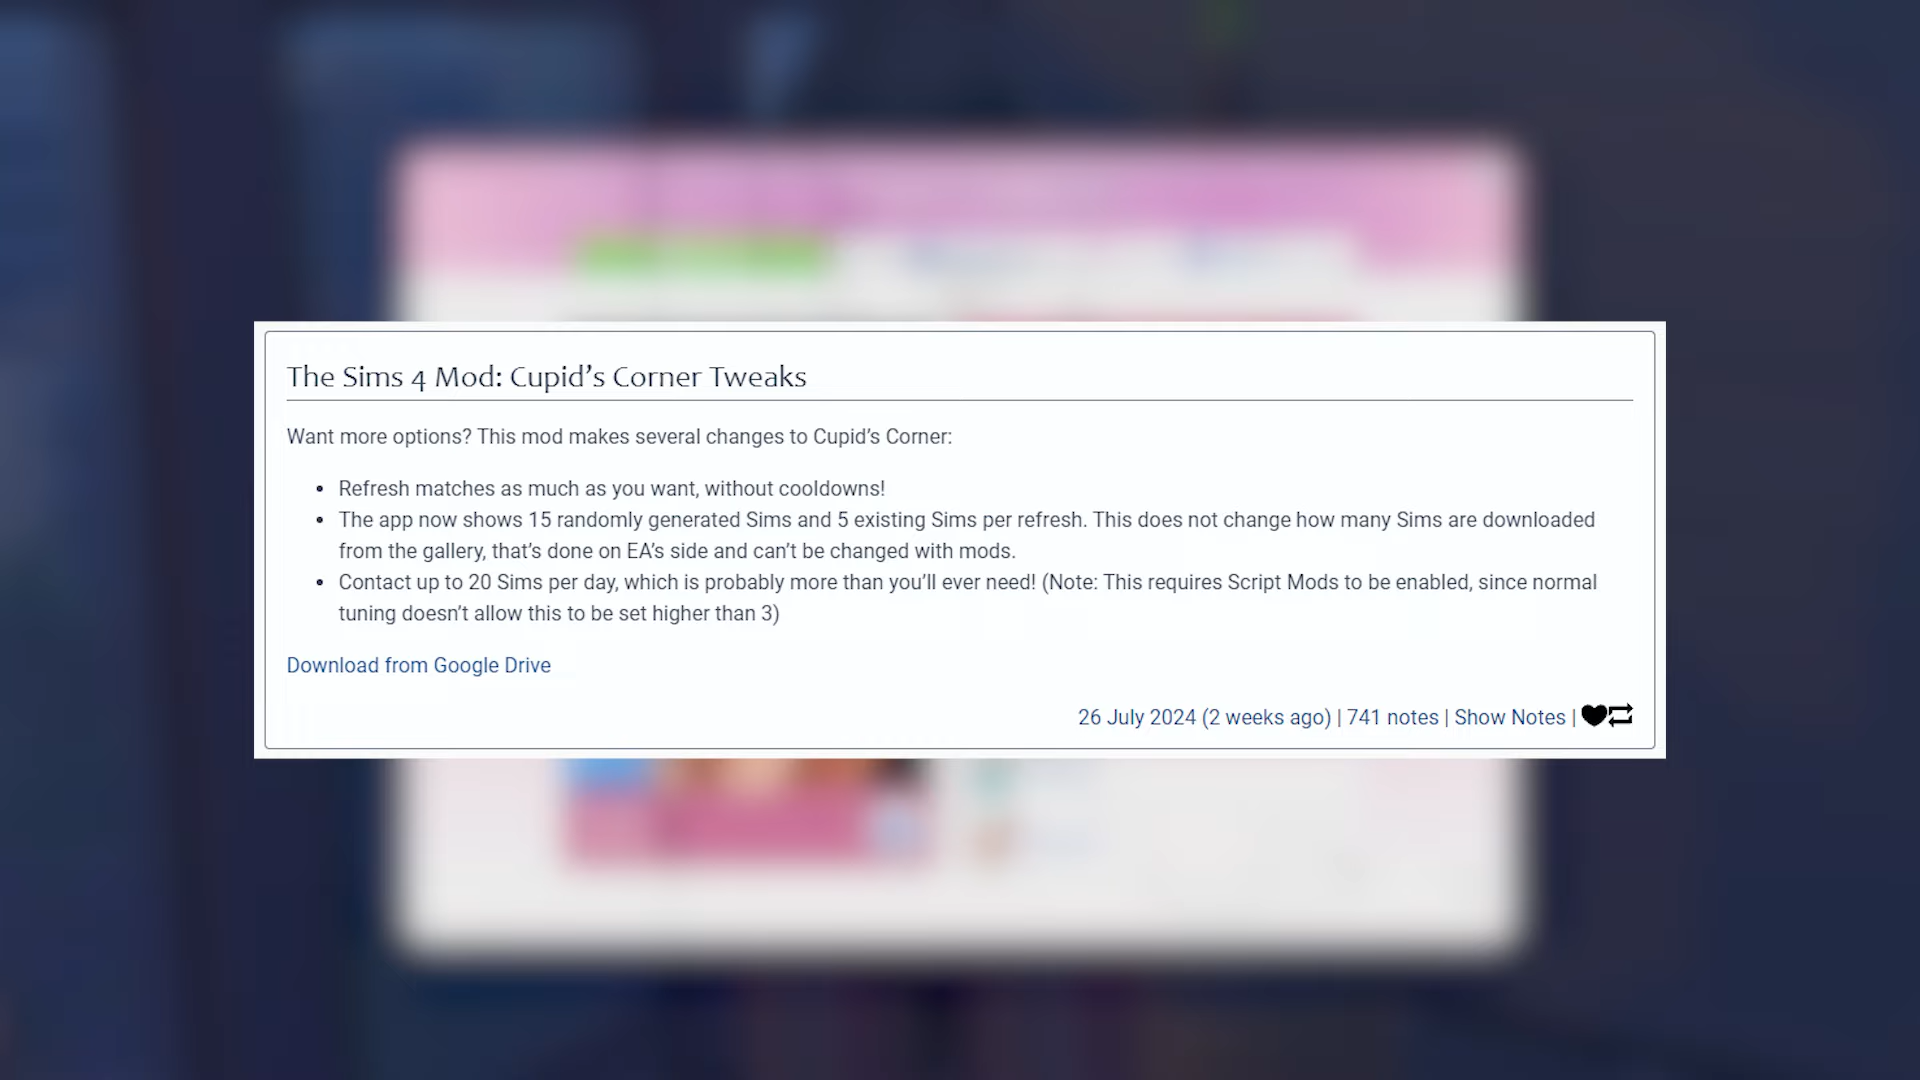 The Sims 4 Mod: Cupid’s Corner Tweaks
Want more options? This mod makes several changes to Cupid’s Corner:
• Refresh matches as much as you want, without cooldowns!
• The app now shows 15 randomly generated Sims and 5 existing Sims per refresh. This does not change how many Sims are downloaded
from the gallery, that’s done on EA’s side and can’t be changed with mods.
• Contact up to 20 Sims per day, which is probably more than you’ll ever need! (Note: This requires Script Mods to be enabled, since normal
tuning doesn’t allow this to be set higher than 3)
Download from Google Drive
26 July 2024 (2 weeks ago) | 741 notes | Show Notes |